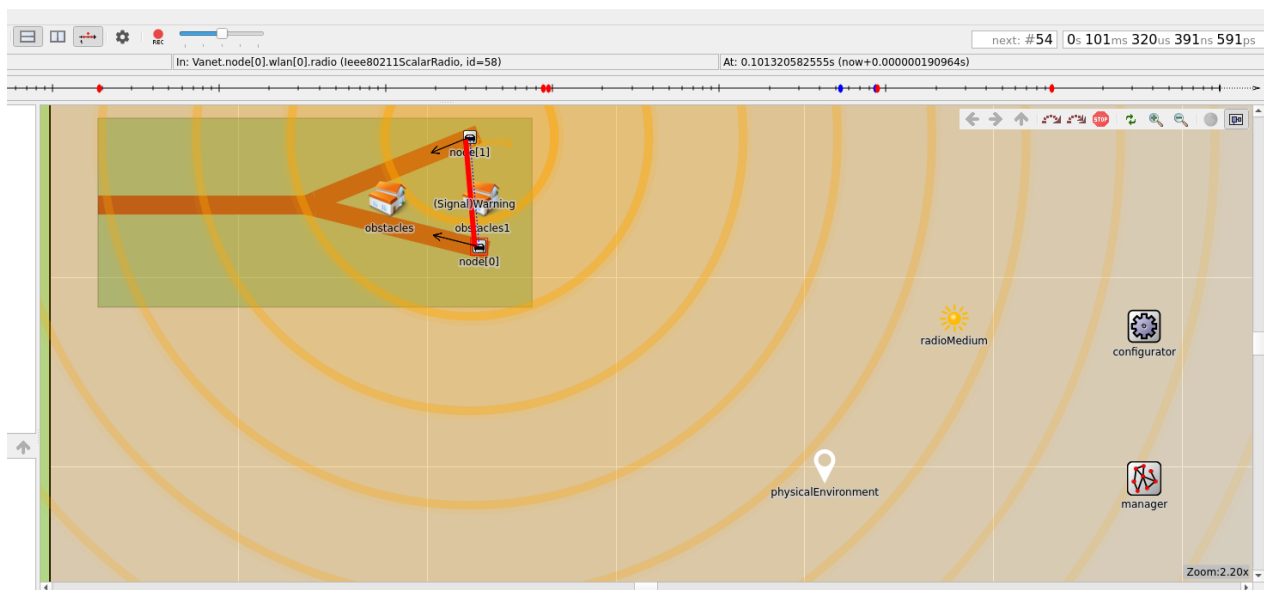 REC
next: #54
0s 101ms 320us 391ns 591ps
In: Vanet.node[0].wlan[0].radio (Ieee80211ScalarRadio, id=58)
At: 0.101320582555s (now+0.000000190964s)
STOP
node[1]
(Signal)Warning
obstacles
obstacles1
node[0]
radioMedium
configurator
physicalEnvironment
manager
Zoom:2.20x